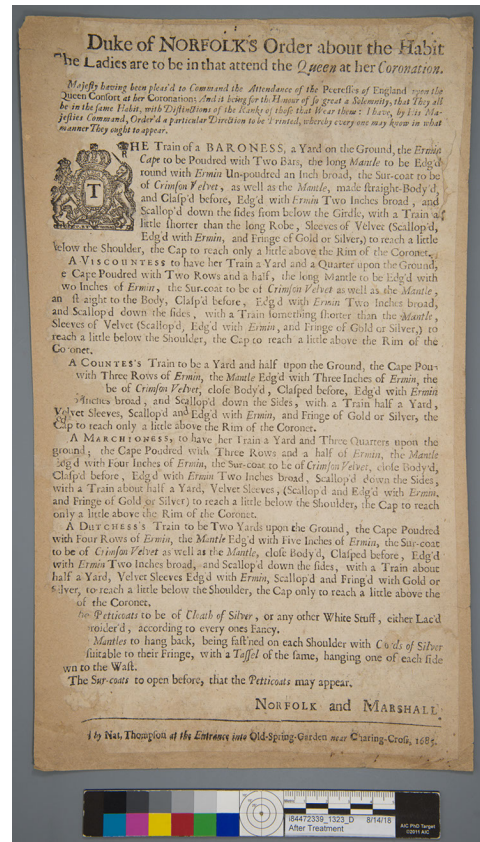 Duke of NORFOLK'S Order about the Habit
The Ladies are to be in that attend the Queen at her Coronation.
Majesty having been pleas'd to Command the Attendance of the Peeresses of England upon the
Queen Consort at her Coronation: And it being for the Honour of so great a Solemnity, that They all
be in the same Habit, with Distinctions of the Ranke of those that Wear them: I have, by His Ma-
jesties Command, Order'd a particular Direction to be Printed, whereby every one may know in what
manner They ought to appear.
THE Train of a BARONESS, a Yard on the Ground, the Ermin
Cape to be Poudred with Two Bars, the long Mantle to be Edg'd
round with Ermin Un-poudred an Inch broad, the Sur-coat to be
of Crimson Velvet, as well as the Mantle, made straight-Body'd,
and Clasp'd before, Edg'd with Ermin Two Inches broad, and
Scallop'd down the sides from below the Girdle, with a Train a
little shorter than the long Robe, Sleeves of Velvet (Scallop'd,
Edg'd with Ermin, and Fringe of Gold or Silver,) to reach a little
below the Shoulder, the Cap to reach only a little above the Rim of the Coronet.
A VISCOUNTESS to have her Train a Yard and a Quarter upon the Ground,
e Cape Poudred with Two Rows and a half, the long Mantle to be Edg'd with
wo Inches of Ermin, the Sur-coat to be of Crimson Velvet as well as the Mantle,
an st aight to the Body, Clasp'd before, Edg'd with Ermin Two Inches broad,
and Scallop'd down the sides, with a Train something shorter than the Mantle,
Sleeves of Velvet (Scallop'd, Edg'd with Ermin, and Fringe of Gold or Silver,) to
reach a little below the Shoulder, the Cap to reach a little above the Rim of the
Coronet.
A COUNTES'S Train to be a Yard and half upon the Ground, the Cape Pou-
with Three Rows of Ermin, the Mantle Edg'd with Three Inches of Ermin, the
be of Crimson Velvet, close Body'd, Clasped before, Edg'd with Ermin
Inches broad, and Scallop'd down the Sides, with a Train half a Yard,
Velvet Sleeves, Scallop'd and Edg'd with Ermin, and Fringe of Gold or Silver, the
Cap to reach only a little above the Rim of the Coronet.
A MARCHIONESS, to have her Train a Yard and Three Quarters upon the
ground; the Cape Poudred with Three Rows and a half of Ermin, the Mantle
Edg'd with Four Inches of Ermin, the Sur-coat to be of Crimson Velvet, close Body'd,
Clasp'd before, Edg'd with Ermin Two Inches broad, Scallop'd down the Sides,
with a Train about half a Yard, Velvet Sleeves, (Scallop'd and Edg'd with Ermin,
and Fringe of Gold or Silver) to reach a little below the Shoulder, the Cap to reach
only a little above the Rim of the Coronet.
A DUTCHESS'S Train to be Two Yards upon the Ground, the Cape Poudred
with Four Rows of Ermin, the Mantle Edg'd with Five Inches of Ermin, the Sur-coat
to be of Crimson Velvet as well as the Mantle, close Body'd, Clasped before, Edg'd
with Ermin Two Inches broad, and Scallop'd down the sides, with a Train about
half a Yard, Velvet Sleeves Edg'd with Ermin, Scallop'd and Fring'd with Gold or
Silver, to reach a little below the Shoulder, the Cap only to reach a little above the
of the Coronet.
Petticoats to be of Cloath of Silver, or any other White Stuff, either Lac'd
roider'd, according to every ones Fancy.
Mantles to hang back, being fast'ned on each Shoulder with Cords of Silver
suitable to their Fringe, with a Tassel of the same, hanging one of each side
wn to the Wast.
The Sur-coats to open before, that the Petticoats may appear.
NORFOLK and MARSHALL
d by Nat. Thompson at the Entrance into Old-Spring-Garden near Charing-Cross, 1685.
T
i84472339_1323_D 8/14/18
After Treatment
AIC PhD Target
©2011 AIC